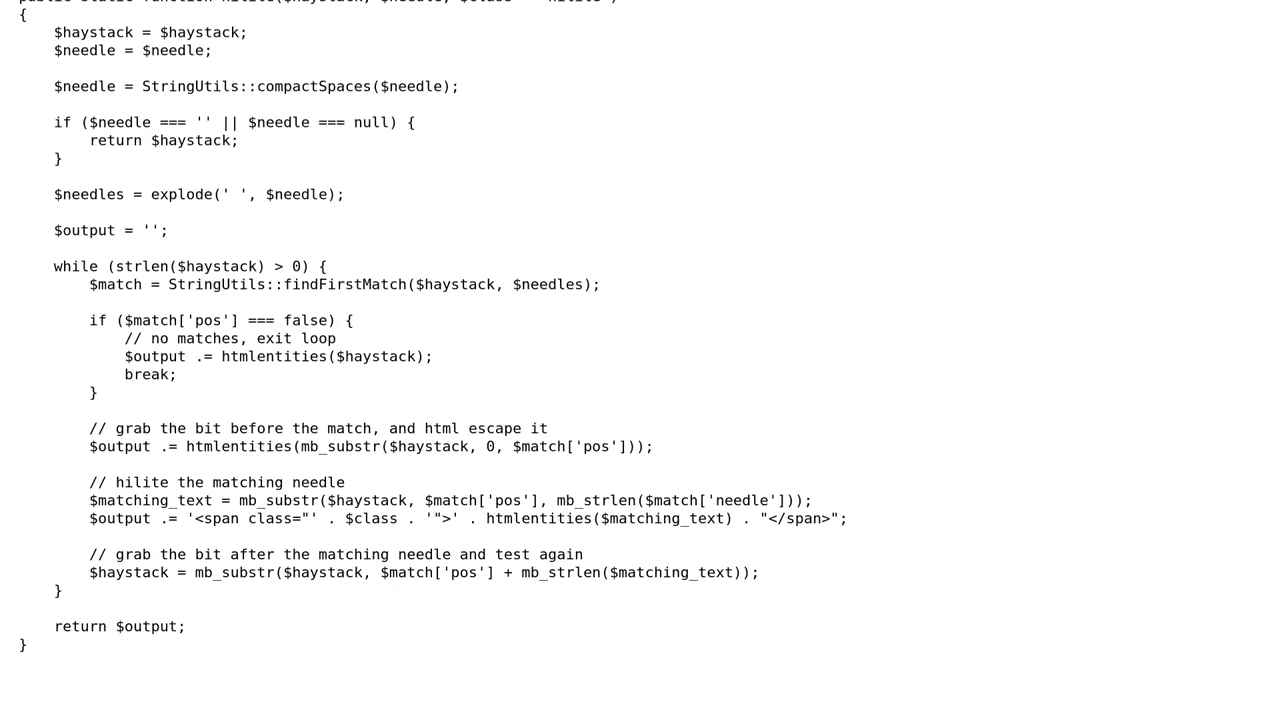 {
    $haystack = $haystack;
    $needle = $needle;

    $needle = StringUtils::compactSpaces($needle);

    if ($needle === '' || $needle === null) {
        return $haystack;
    }

    $needles = explode(' ', $needle);

    $output = '';

    while (strlen($haystack) > 0) {
        $match = StringUtils::findFirstMatch($haystack, $needles);

        if ($match['pos'] === false) {
            // no matches, exit loop
            $output .= htmlentities($haystack);
            break;
        }

        // grab the bit before the match, and html escape it
        $output .= htmlentities(mb_substr($haystack, 0, $match['pos']));

        // hilite the matching needle
        $matching_text = mb_substr($haystack, $match['pos'], mb_strlen($match['needle']));
        $output .= '<span class="' . $class . '">' . htmlentities($matching_text) . "</span>";

        // grab the bit after the matching needle and test again
        $haystack = mb_substr($haystack, $match['pos'] + mb_strlen($matching_text));
    }

    return $output;
}